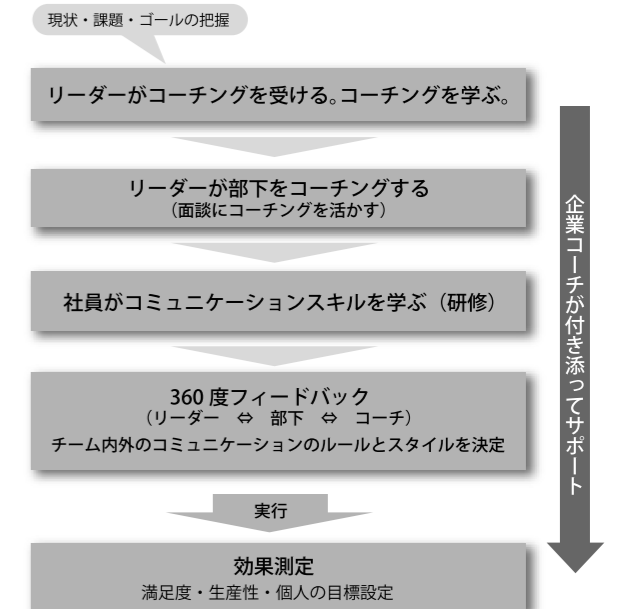 現状・課題・ゴールの把握
リーダーがコーチングを受ける。コーチングを学ぶ。
リーダーが部下をコーチングする
（面談にコーチングを活かす）
社員がコミュニケーションスキルを学ぶ（研修）
360度フィードバック
（リーダー　⇔　部下　⇔　コーチ）
チーム内外のコミュニケーションのルールとスタイルを決定
実行
効果測定
満足度・生産性・個人の目標設定
企業コーチが付き添ってサポート